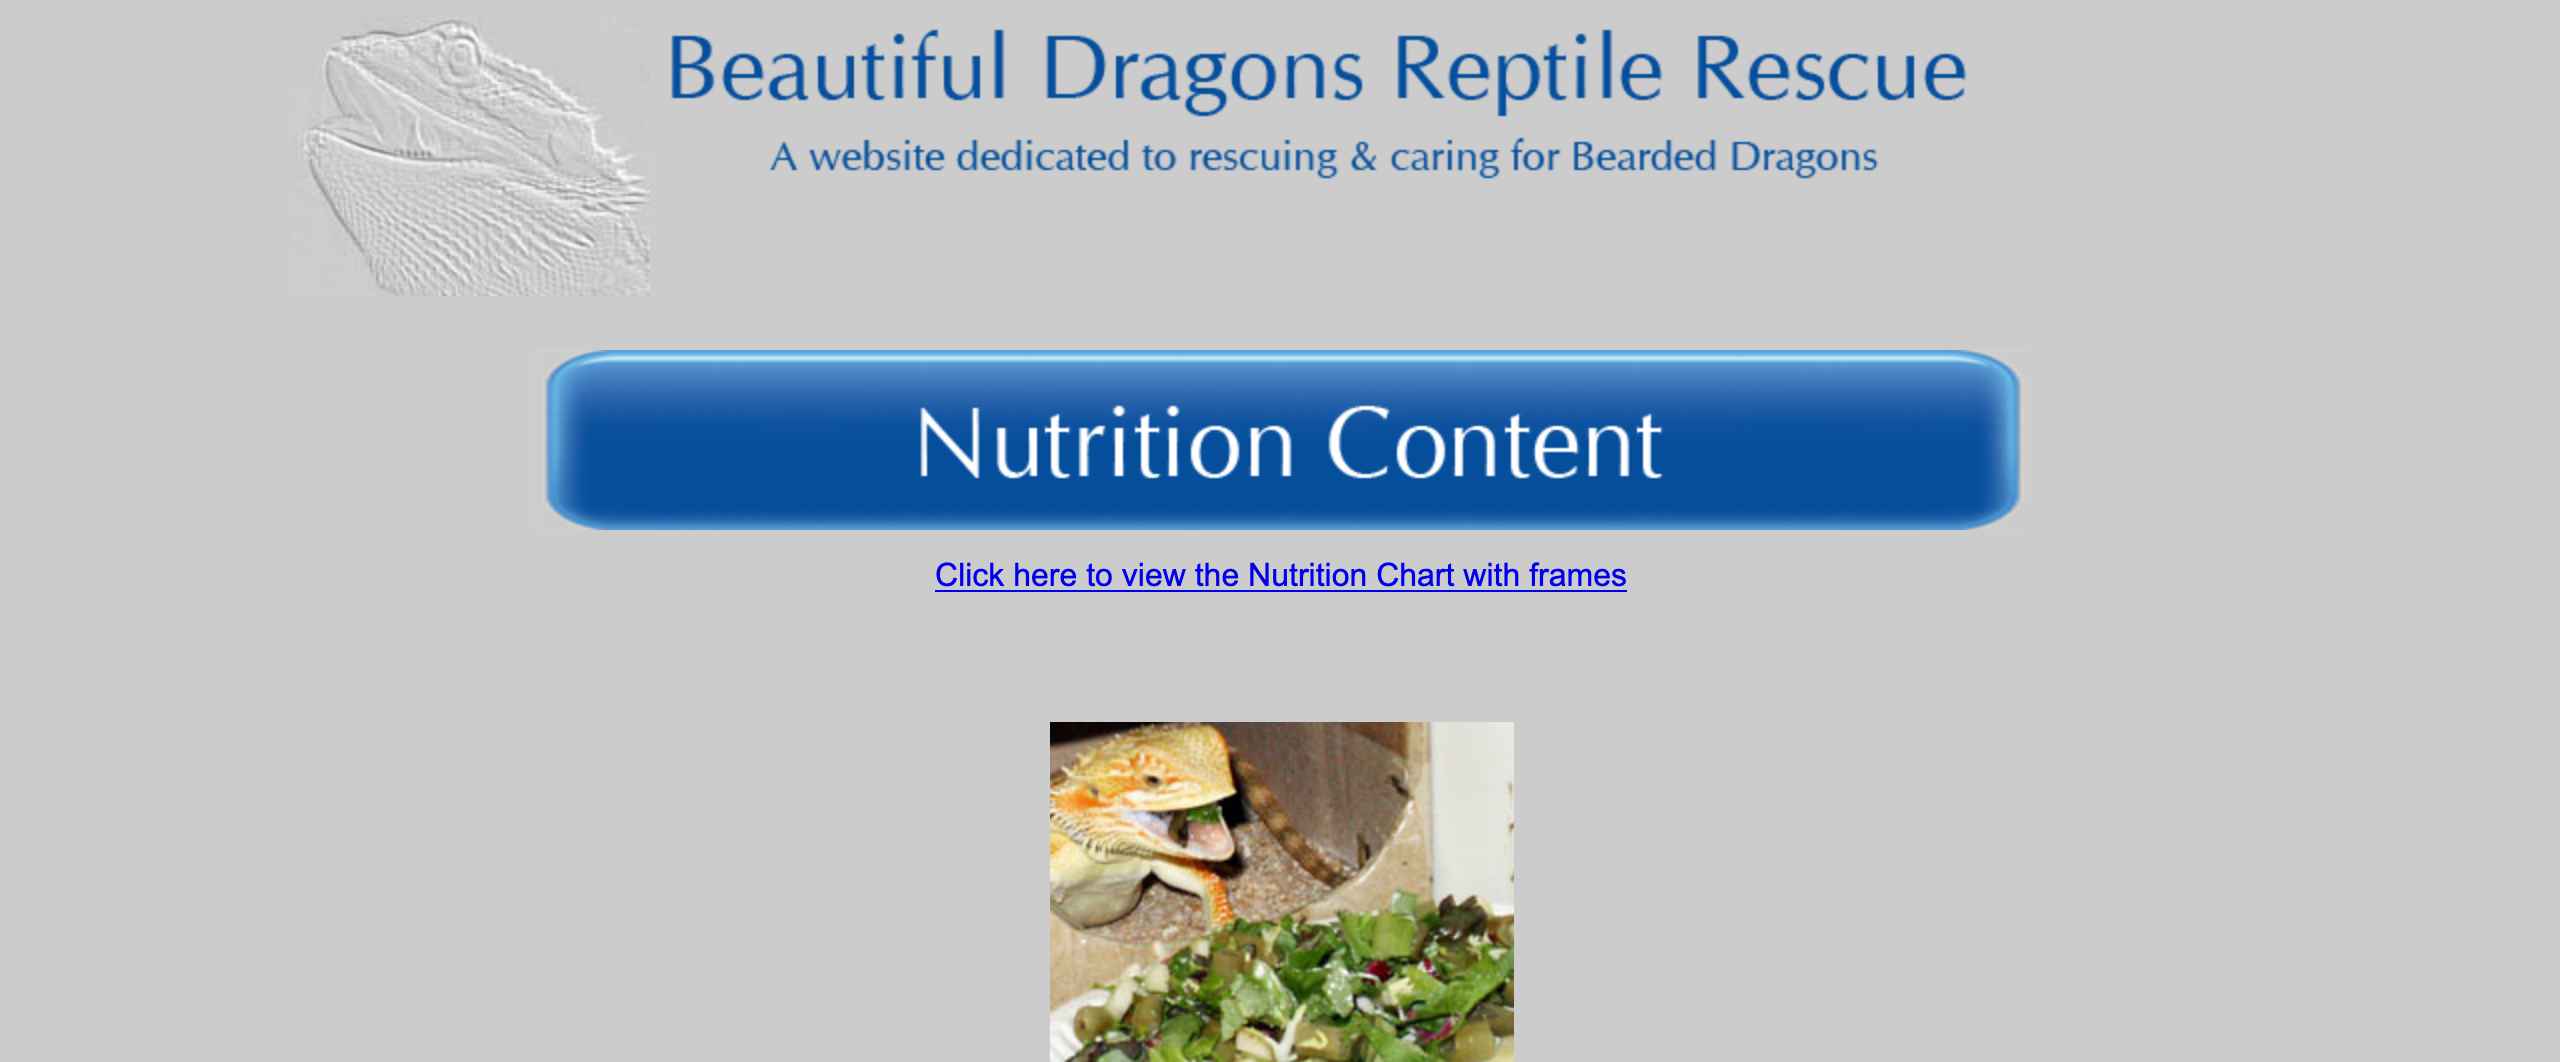 Beautiful Dragons Reptile Rescue
A website dedicated to rescuing & caring for Bearded Dragons
Nutrition Content
Click here to view the Nutrition Chart with frames